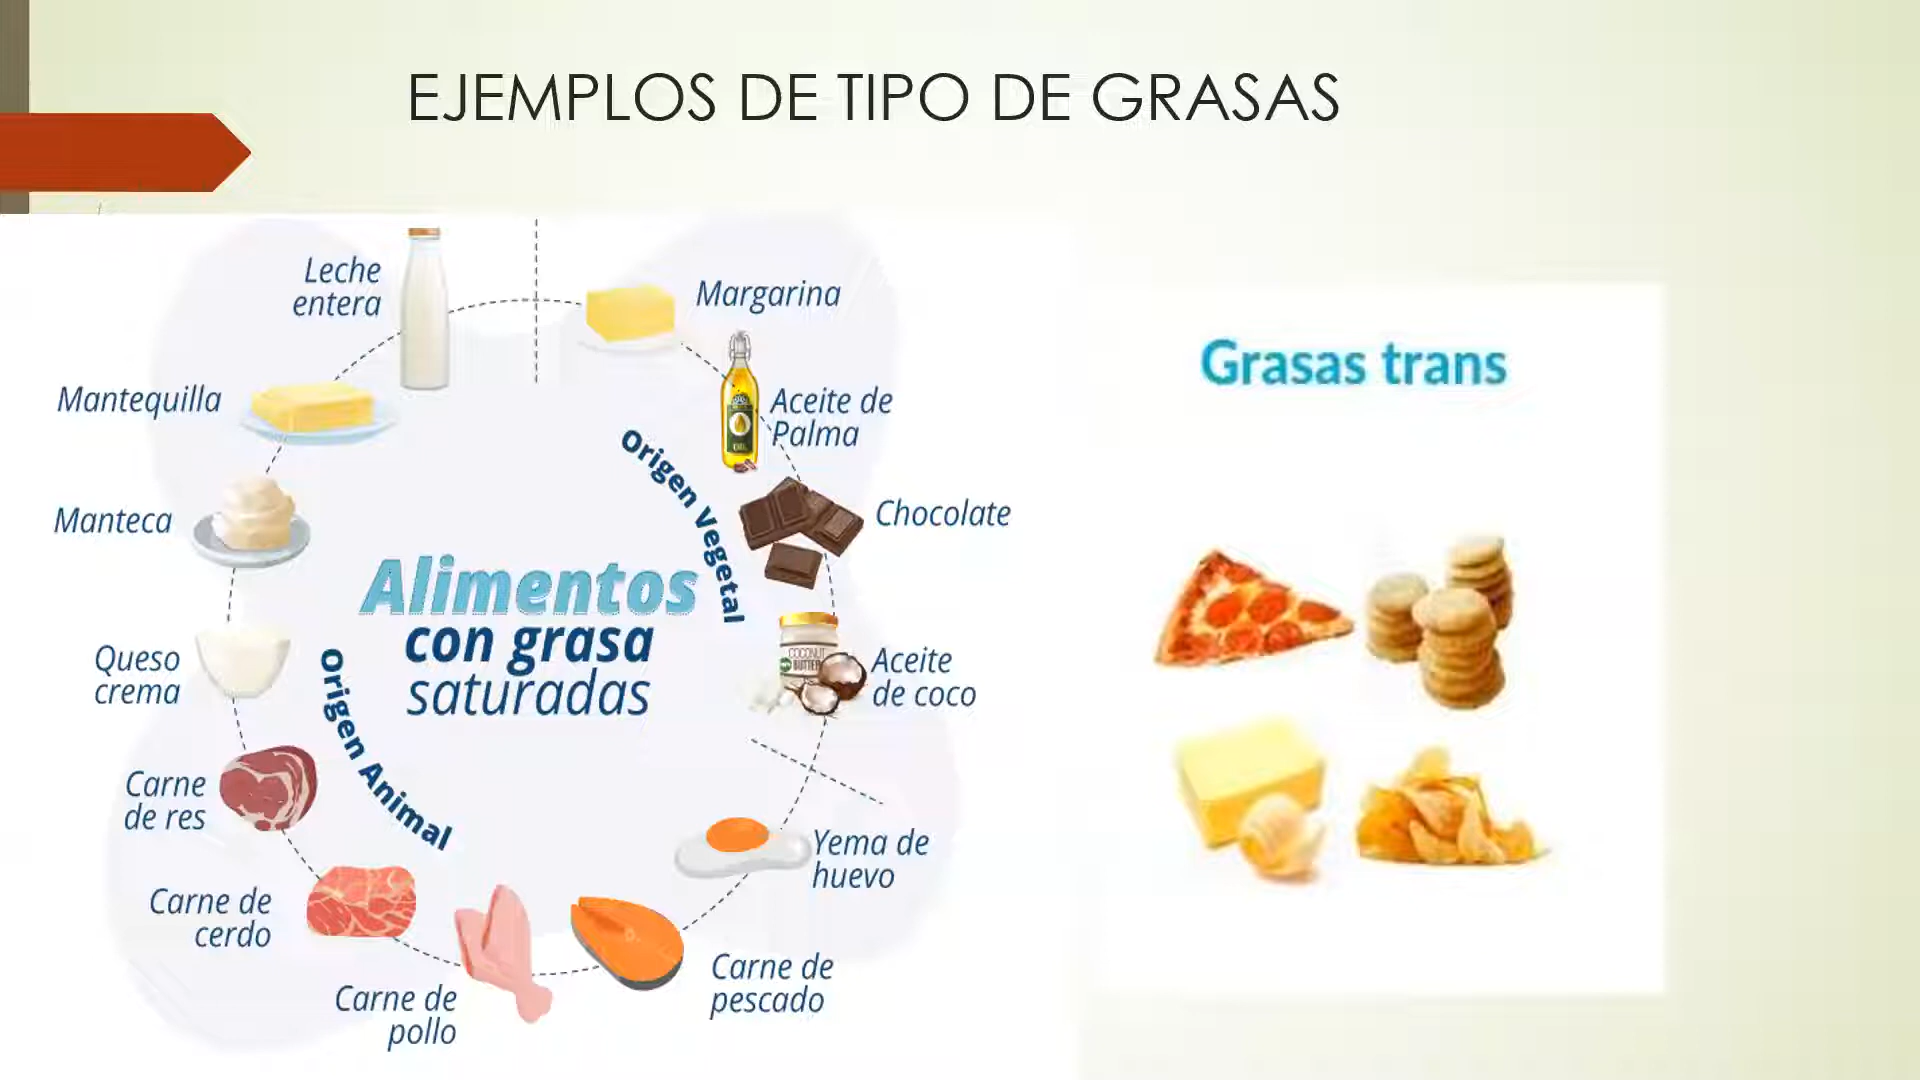 EJEMPLOS DE TIPO DE GRASAS
Leche
entera
Mantequilla
Manteca
Queso
crema
Carne
de res
Carne de
cerdo
Carne de
pollo
Carne de
pescado
Yema de
huevo
Margarina
Aceite de
Palma
Chocolate
Aceite
de coco
COCONUT
BUTTER
Origen Vegetal
Alimentos
con grasa
saturadas
Origen Animal
Grasas trans